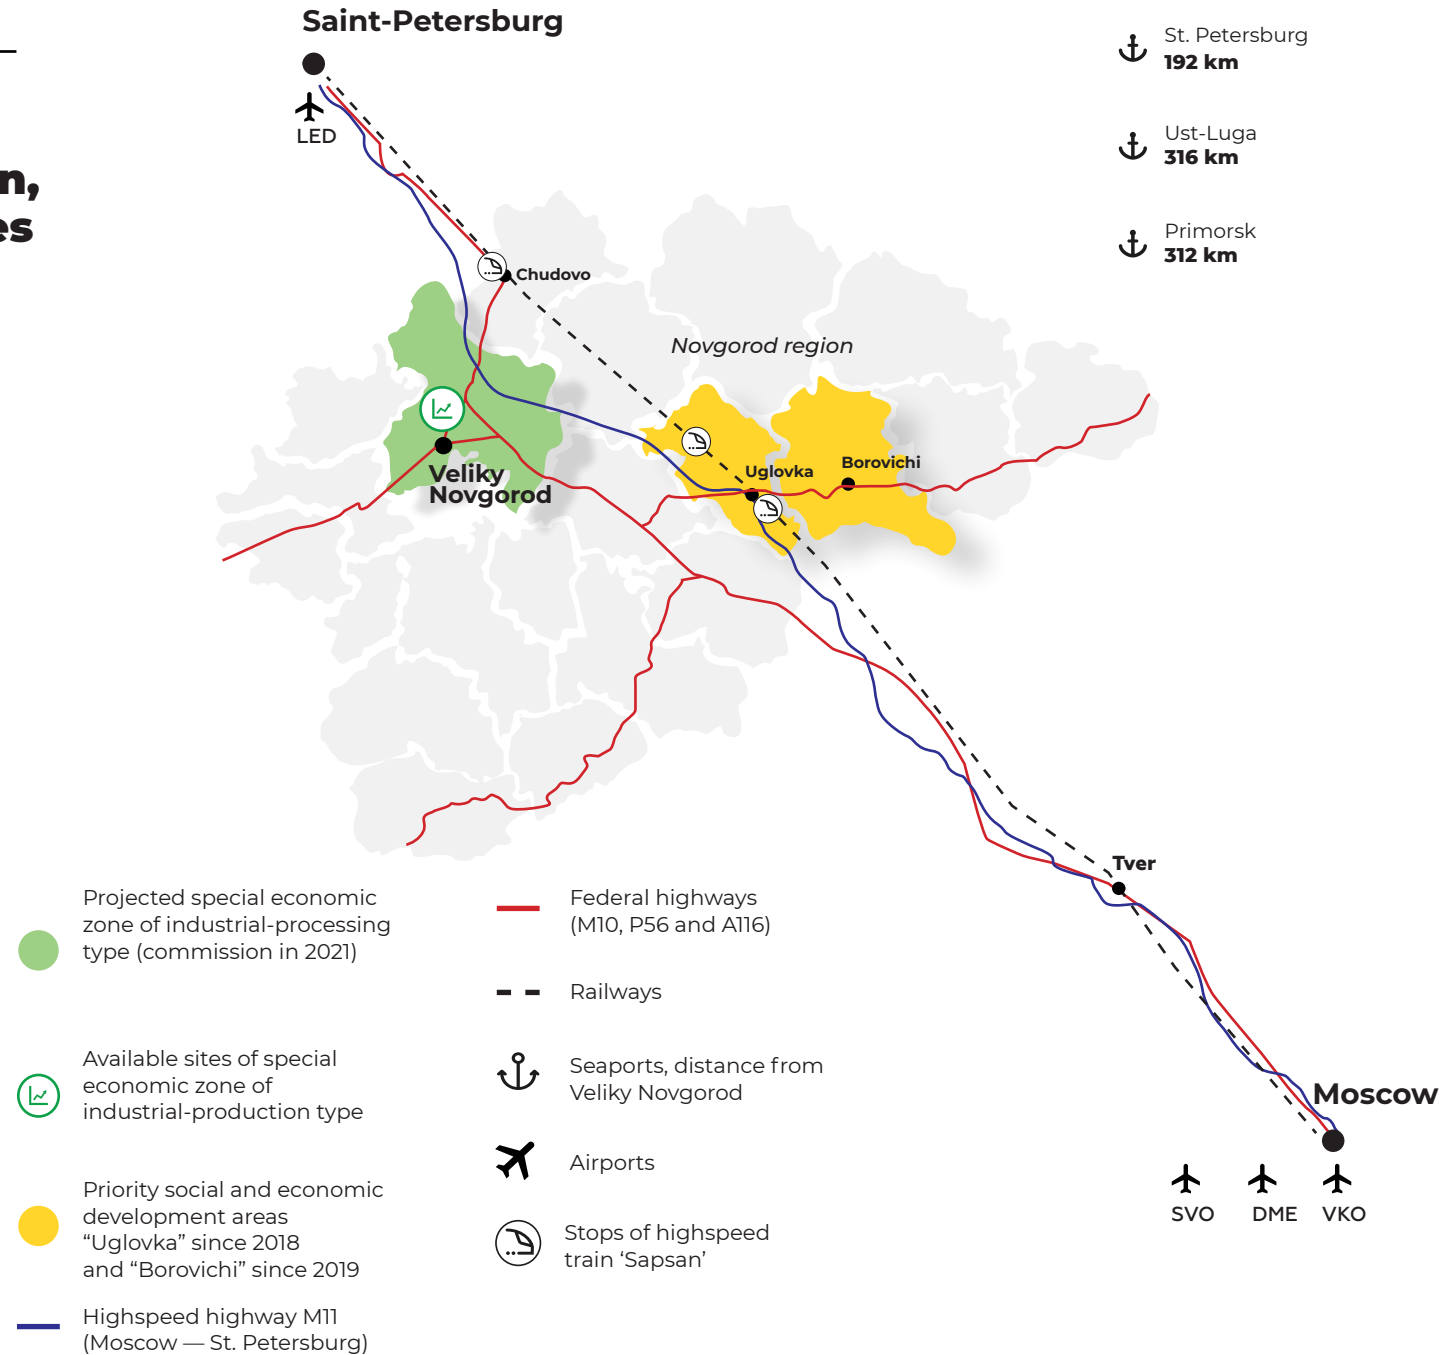 Saint-Petersburg
LED
n,
es
St. Petersburg
192 km
Ust-Luga
316 km
Primorsk
312 km
Chudovo
Novgorod region
Uglovka
Borovichi
Veliky
Novgorod
Tver
Moscow
SVO
DME
VKO
Projected special economic
zone of industrial-processing
type (commission in 2021)
Available sites of special
economic zone of
industrial-production type
Priority social and economic
development areas
“Uglovka” since 2018
and “Borovichi” since 2019
Highspeed highway M11
(Moscow — St. Petersburg)
Federal highways
(M10, P56 and A116)
Railways
Seaports, distance from
Veliky Novgorod
Airports
Stops of highspeed
train ‘Sapsan’